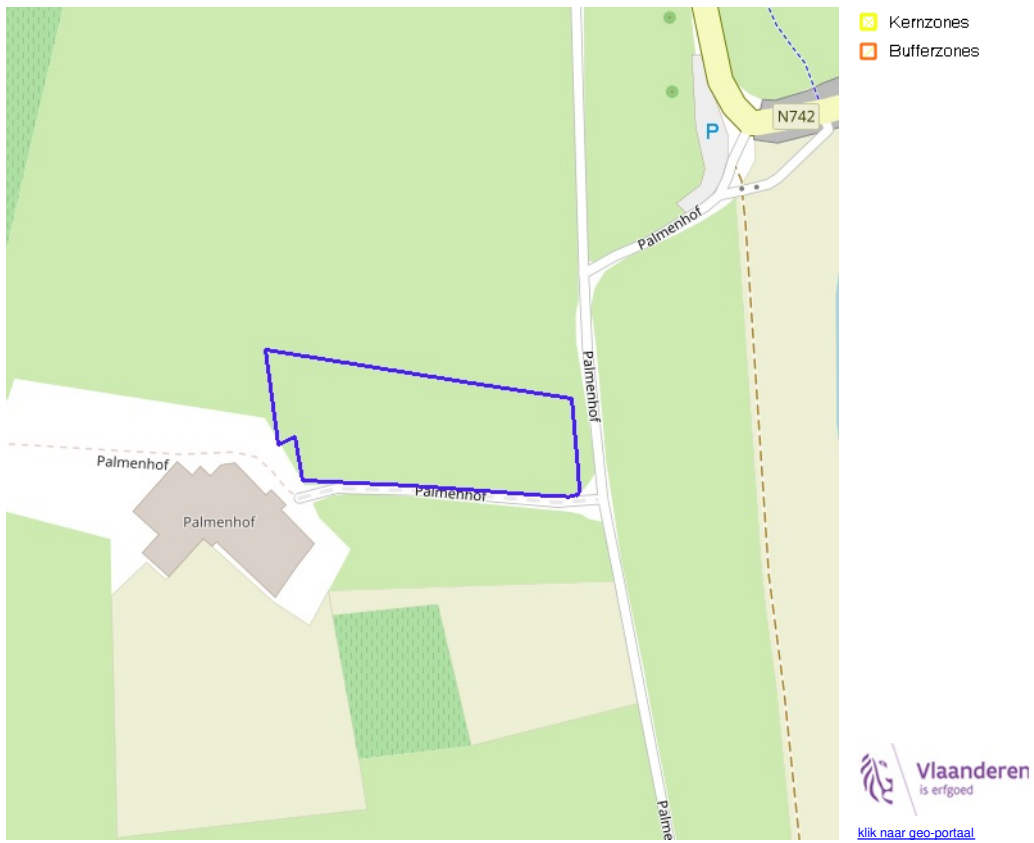 Kernzones
Bufferzones
N742
P
Palmenhof
Palmenhof
Palmenhof
Palmenhof
Palmenhof
Palme
Vlaanderen
is erfgoed
klik naar geo-portaal